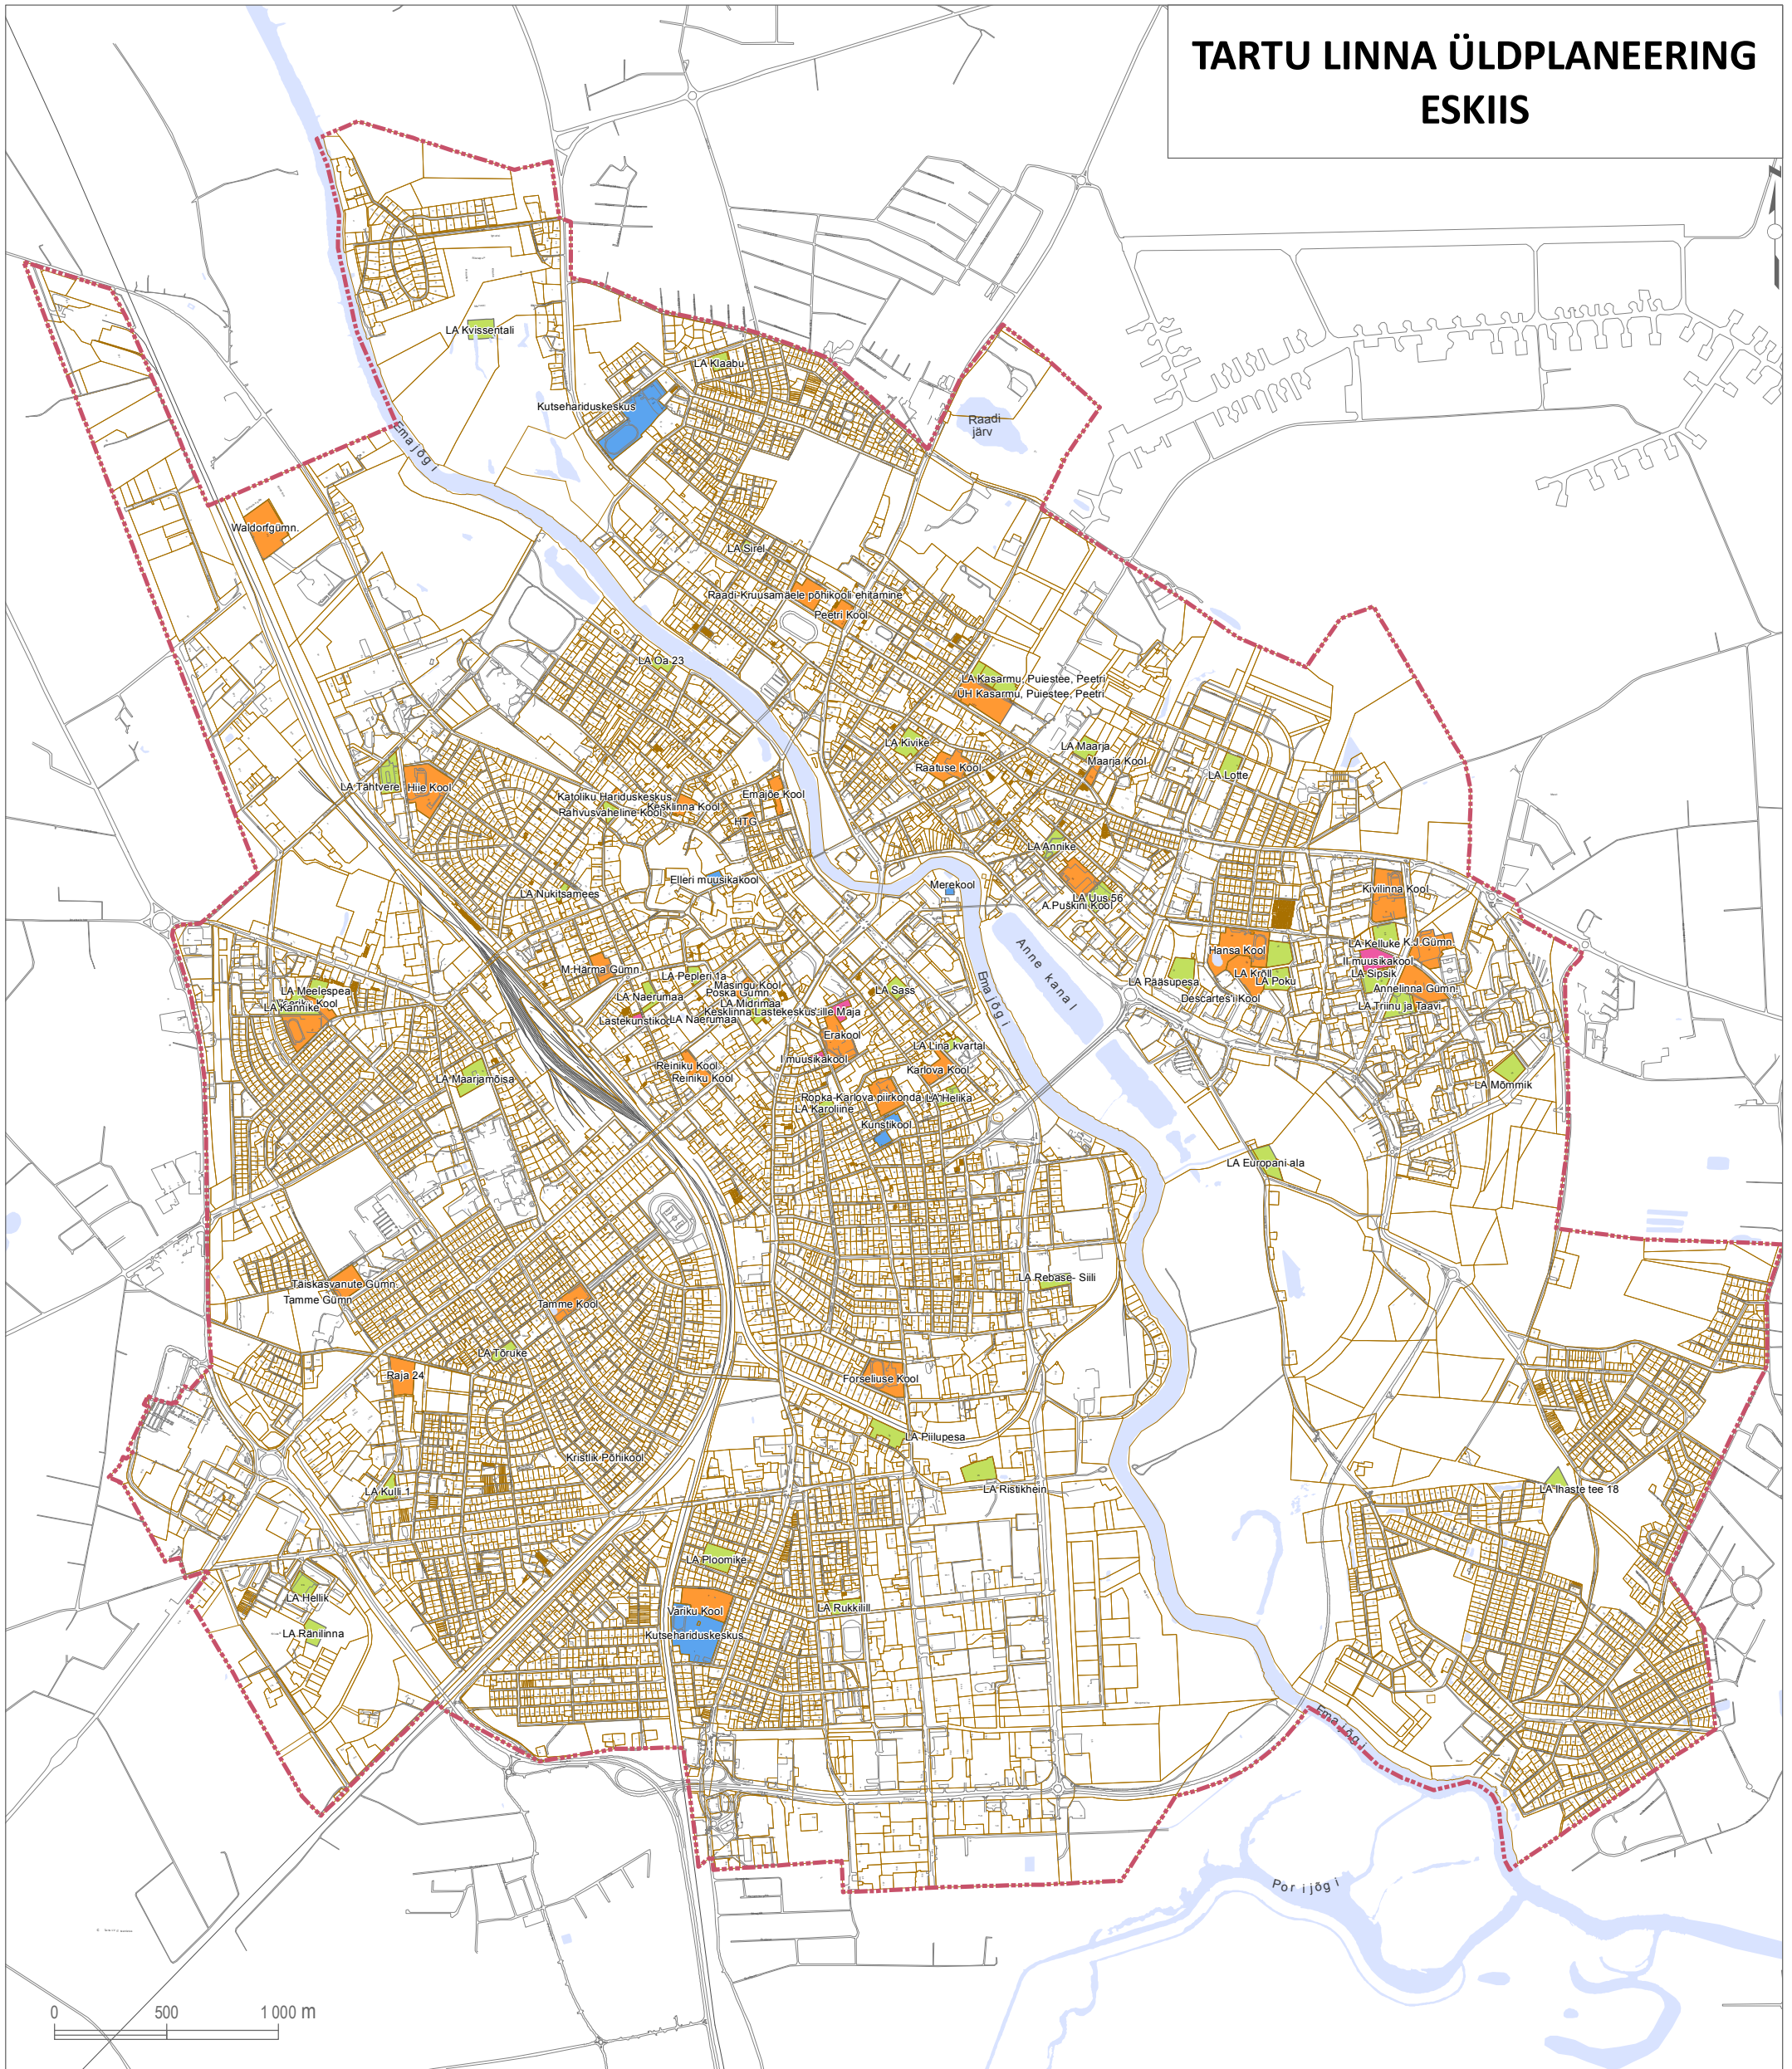 TARTU LINNA ÜLDPLANEERING
ESKIIS
LA Kvissentali
LA Klaabu
Kutsehariduskeskus
Raadi
järv
Emajõgi
Waldorfgümn.
LA Sirel
Raadi-Kruusamäele põhikooli ehitamine
Peetri Kool
LA Oa 23
LA Kasarmu, Puiestee, Peetri
ÜH Kasarmu, Puiestee, Peetri
LA Kivike
LA Maarja
Maarja Kool
Raatuse Kool
LA Lotte
LA Tähtvere
Hiie Kool
Katoliku Hariduskeskus
Rahvusvaheline Kool
Kesklinna Kool
Emajõe Kool
HTG
LA Annike
Elleri muusikakool
Merekool
LA Nukitsamees
LA Uus 56
A.Puškini Kool
Kivilinna Kool
Anne kanal
Emajõgi
Hansa Kool
LA Kelluke
K.J Gümn.
II muusikakool
M.Härma Gümn.
LA Pepleri 1a
Masingu Kool
Poska Gümn.
LA Midrimaa
LA Sass
LA Pääsupesa
LA Krõll
LA Poku
LA Sipsik
Annelinna Gümn.
Descartes'i Kool
LA Triinu ja Taavi
LA Meelespea
LA Kannike
LA Naerumaa
Kesklinna Lastekeskus
LA Naerumaa
Erakool
I muusikakool
LA Lina kvartal
Karlova Kool
Reiniku Kool
Reiniku Kool
LA Maarjamõisa
LA Mõmmik
Ropka-Karlova piirkonda
LA Helika
LA Karoliine
Kunstikool
LA Europani ala
Täiskasvanute Gümn.
Tamme Gümn.
Tamme Kool
LA Rebase- Siili
LA Tõruke
Raja 24
Forseliuse Kool
LA Piilupesa
Kristlik Põhikool
LA Kulli 1
LA Ristikhein
LA Ihaste tee 18
LA Ploomike
LA Hellik
Variku Kool
LA Rukkilill
LA Ränilinna
Kutsehariduskeskus
Emajõgi
Porijõgi
0 500 1 000 m